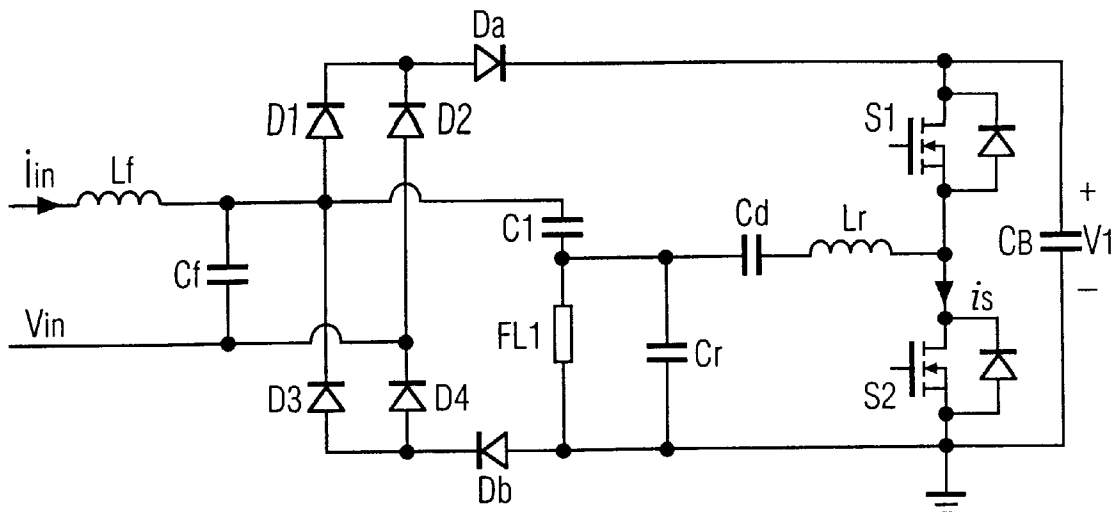 Da
D1
D2
S1
iin
Lf
C1
Cd
Lr
+
CB
V1
−
Cf
Vin
FL1
Cr
is
D3
D4
S2
Db